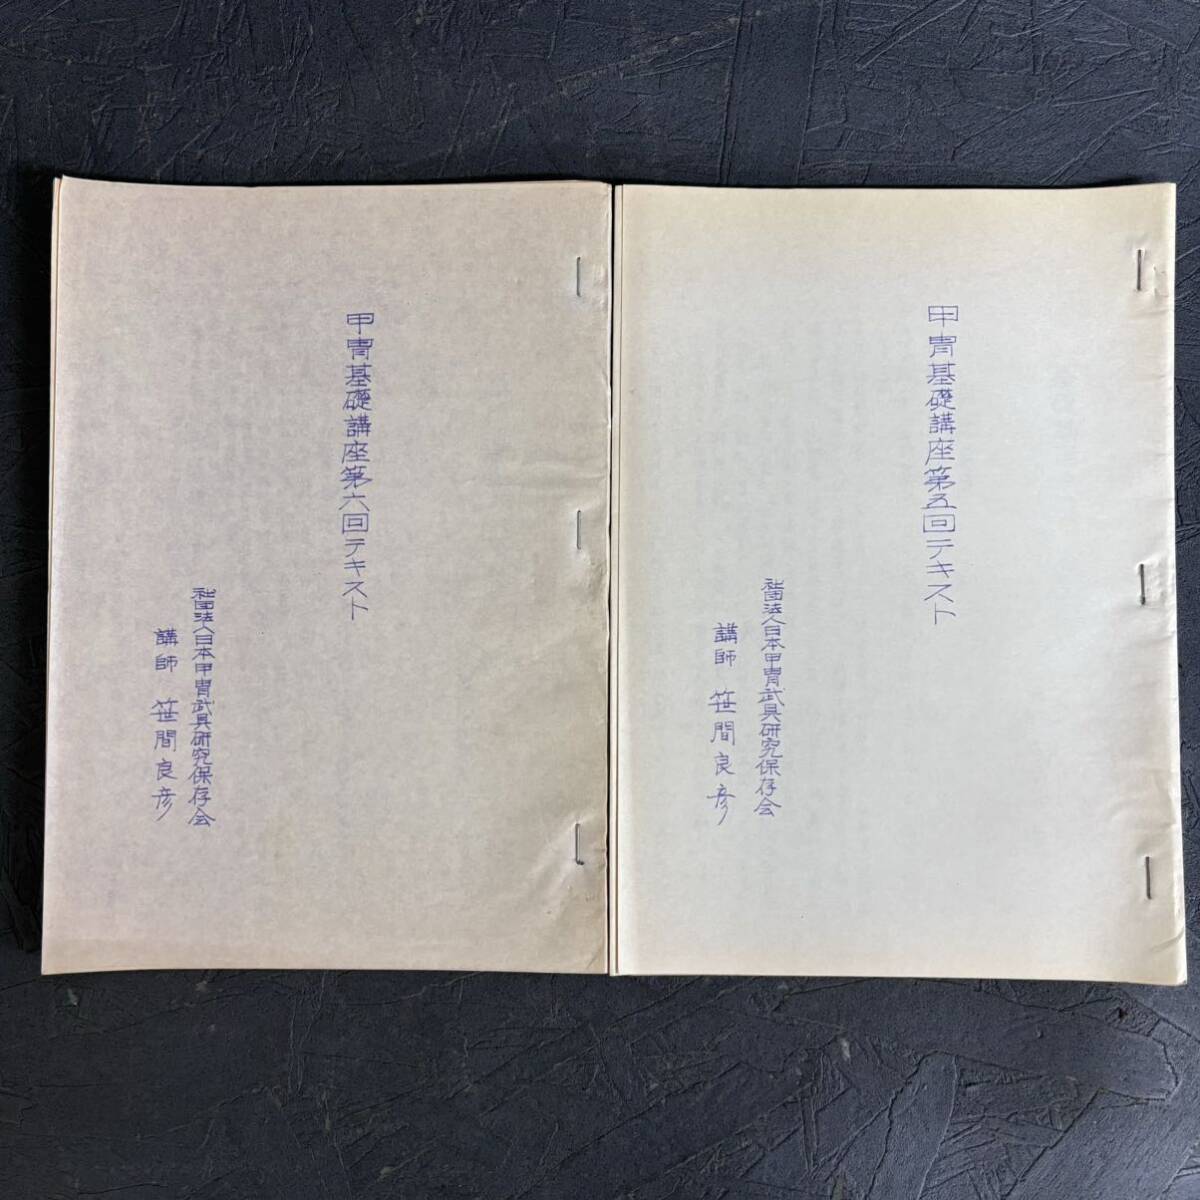 甲冑基礎講座第五回テキスト
社団法人日本甲冑武具研究保存会
講師 笹間良彦
甲冑基礎講座第六回テキスト
社団法人日本甲冑武具研究保存会
講師 笹間良彦